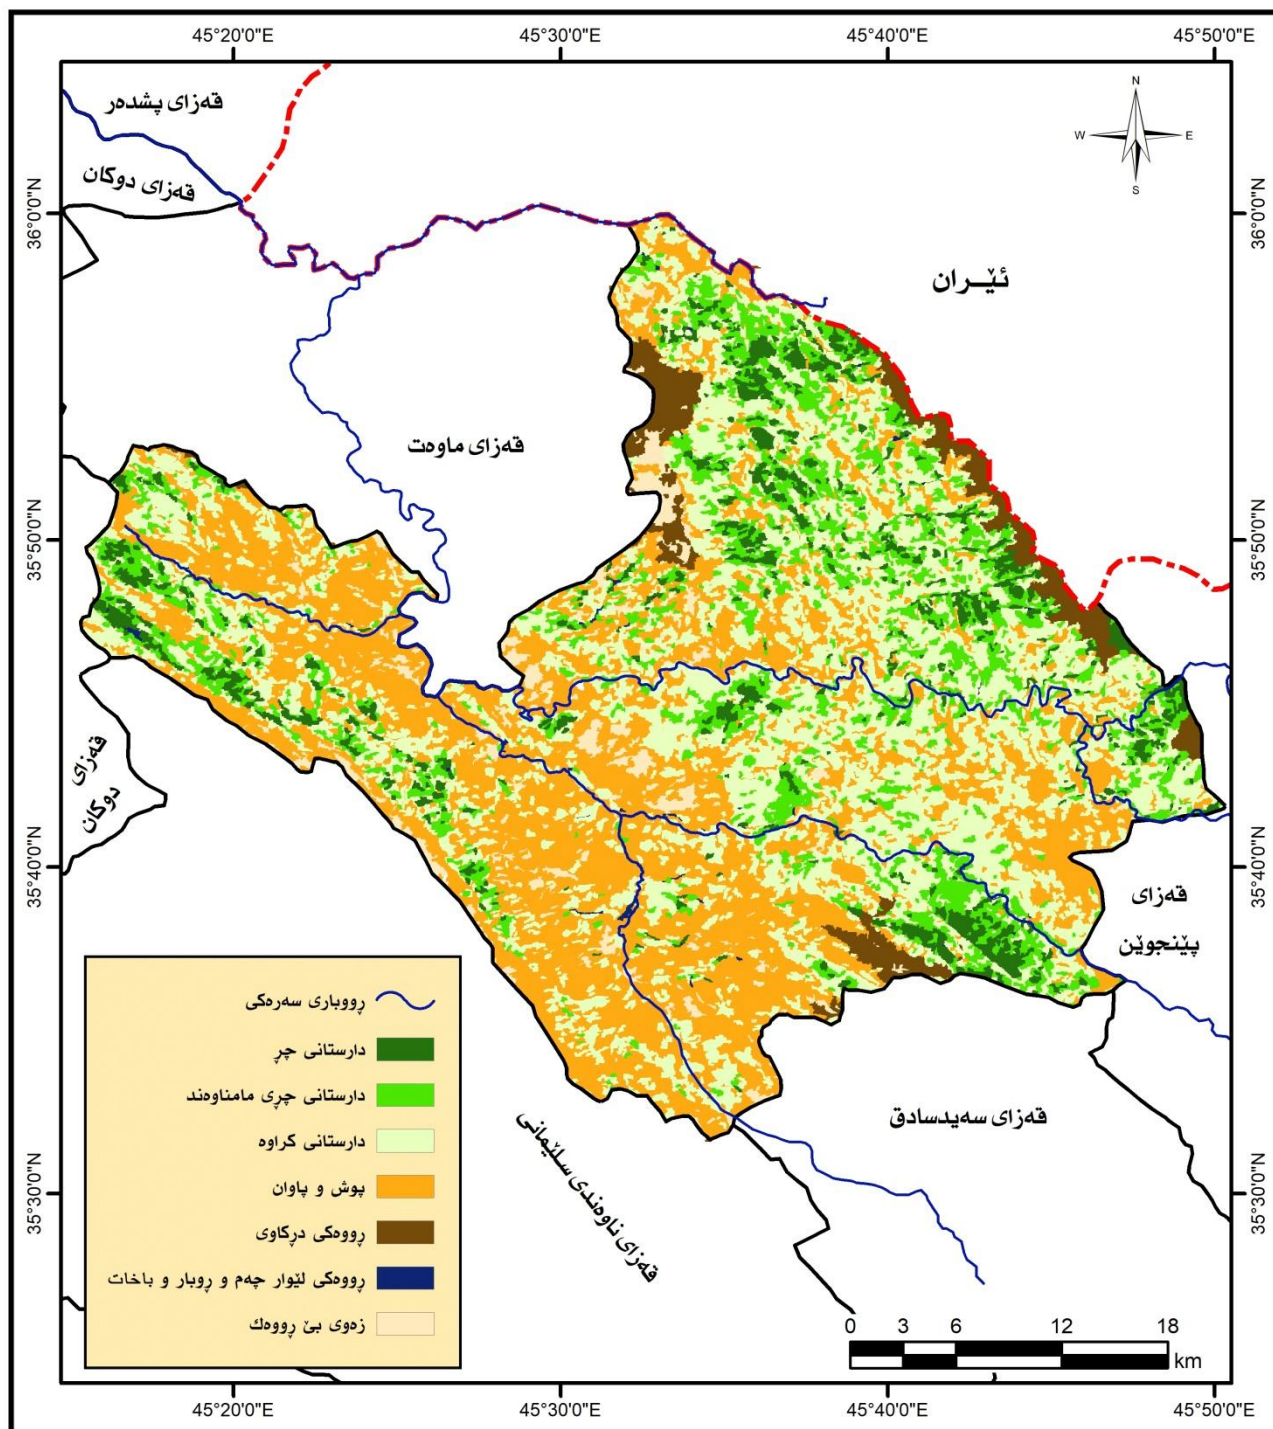 45°20'0"E
45°30'0"E
45°40'0"E
45°50'0"E
قەزای پشدەر
قەزای دوکان
N
W
E
S
36°0'0"N
36°0'0"N
ئێــران
قەزای ماوەت
35°50'0"N
35°50'0"N
قەزای
دوکان
35°40'0"N
35°40'0"N
قەزای
پێنجوێن
ڕووباری سەرەکی
دارستانی چڕ
دارستانی چڕی مامناوەند
دارستانی کراوە
پوش و پاوان
ڕووەکی درکاوی
ڕووەکی لێوار چەم و ڕوبار و باخات
زەوی بێ ڕووەك
قەزای سەیدسادق
قەزای ناوەندی سلێمانی
35°30'0"N
35°30'0"N
0 3 6 12 18
km
45°20'0"E
45°30'0"E
45°40'0"E
45°50'0"E